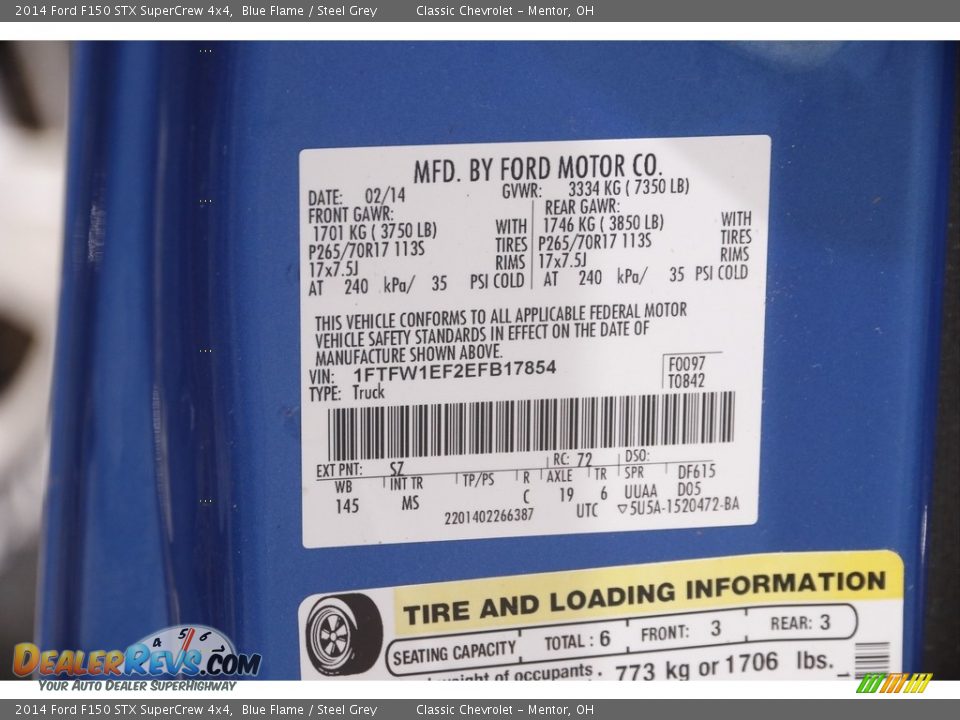 2014 Ford F150 STX SuperCrew 4x4, Blue Flame / Steel Grey Classic Chevrolet – Mentor, OH
MFD. BY FORD MOTOR CO.
DATE: 02/14 GVWR: 3334 KG ( 7350 LB)
FRONT GAWR: REAR GAWR:
1701 KG ( 3750 LB) WITH 1746 KG ( 3850 LB) WITH
P265/70R17 113S TIRES P265/70R17 113S TIRES
17x7.5J RIMS 17x7.5J RIMS
AT 240 kPa/ 35 PSI COLD AT 240 kPa/ 35 PSI COLD
THIS VEHICLE CONFORMS TO ALL APPLICABLE FEDERAL MOTOR
VEHICLE SAFETY STANDARDS IN EFFECT ON THE DATE OF
MANUFACTURE SHOWN ABOVE.
VIN: 1FTFW1EF2EFB17854 F0097
TYPE: Truck T0842
EXT PNT: SZ RC: 72 DSO:
WB INT TR TP/PS R AXLE TR SPR DF615
145 MS C 19 6 UUAA D05
2201402266387 UTC ▽5U5A-1520472-BA
TIRE AND LOADING INFORMATION
SEATING CAPACITY TOTAL : 6 FRONT: 3 REAR: 3
weight of occupants 773 kg or 1706 lbs.
4 5 6
DEALERREVS.COM
YOUR AUTO DEALER SUPERHIGHWAY
2014 Ford F150 STX SuperCrew 4x4, Blue Flame / Steel Grey Classic Chevrolet – Mentor, OH